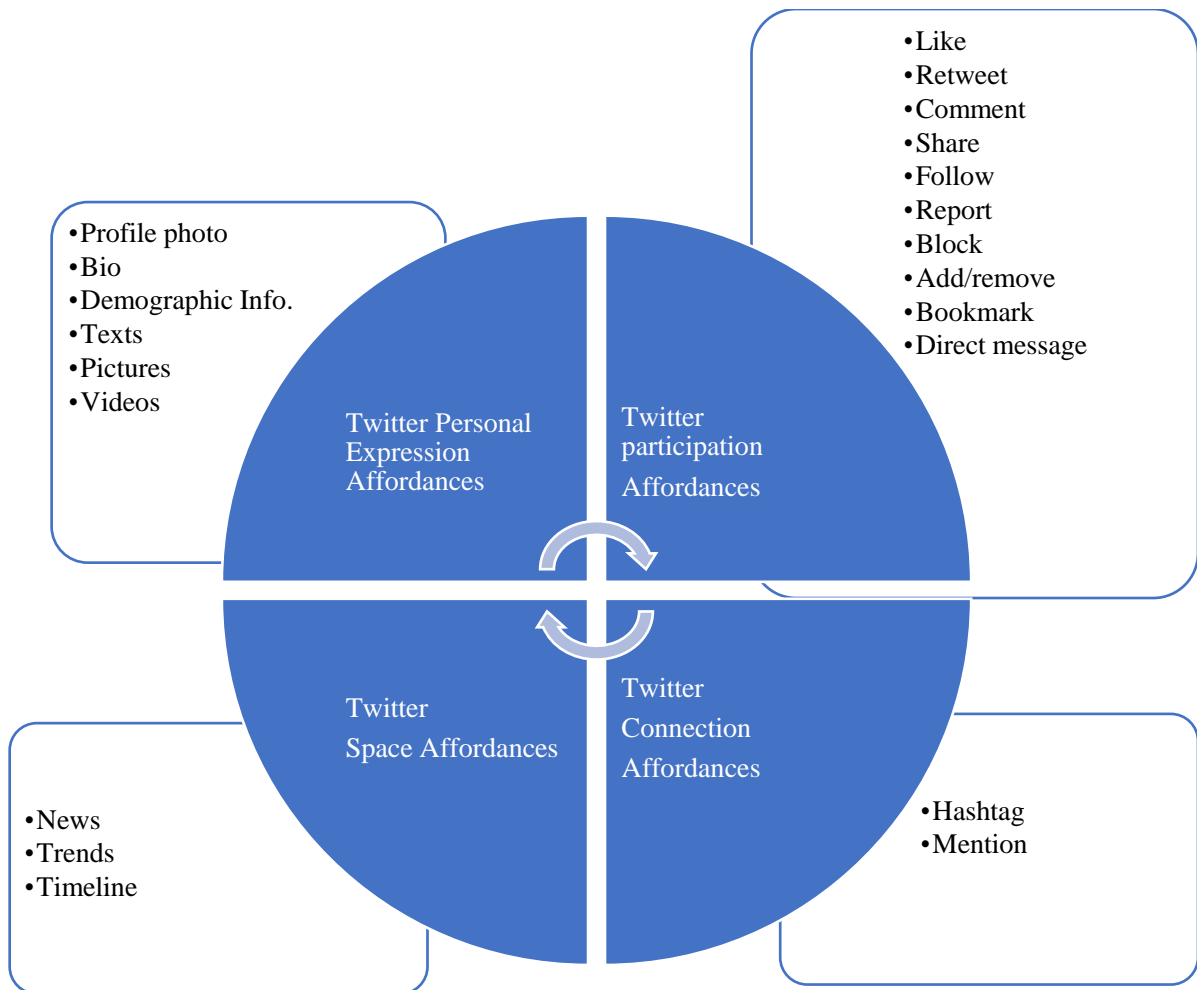 •Like
•Retweet
•Comment
•Share
•Follow
•Report
•Block
•Add/remove
•Bookmark
•Direct message
•Profile photo
•Bio
•Demographic Info.
•Texts
•Pictures
•Videos
Twitter Personal
Expression
Affordances
Twitter
participation
Affordances
Twitter
Space Affordances
Twitter
Connection
Affordances
•News
•Trends
•Timeline
•Hashtag
•Mention